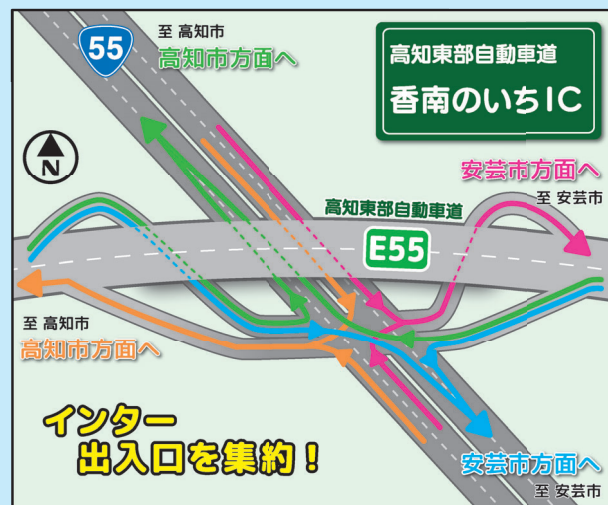 55
至 高知市
高知市方面へ
高知東部自動車道
香南のいちIC
N
安芸市方面へ
至 安芸市
高知東部自動車道
E55
至 高知市
高知市方面へ
インター
出入口を集約！
安芸市方面へ
至 安芸市